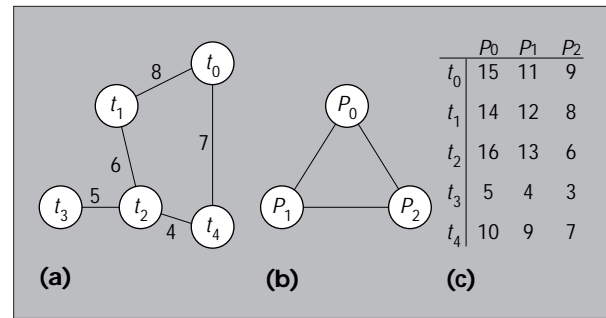 8
t0
t1
7
6
5
t3
t2
4
t4
(a)
P0
P1
P2
(b)
P0 P1 P2
t0 15 11 9
t1 14 12 8
t2 16 13 6
t3 5 4 3
t4 10 9 7
(c)